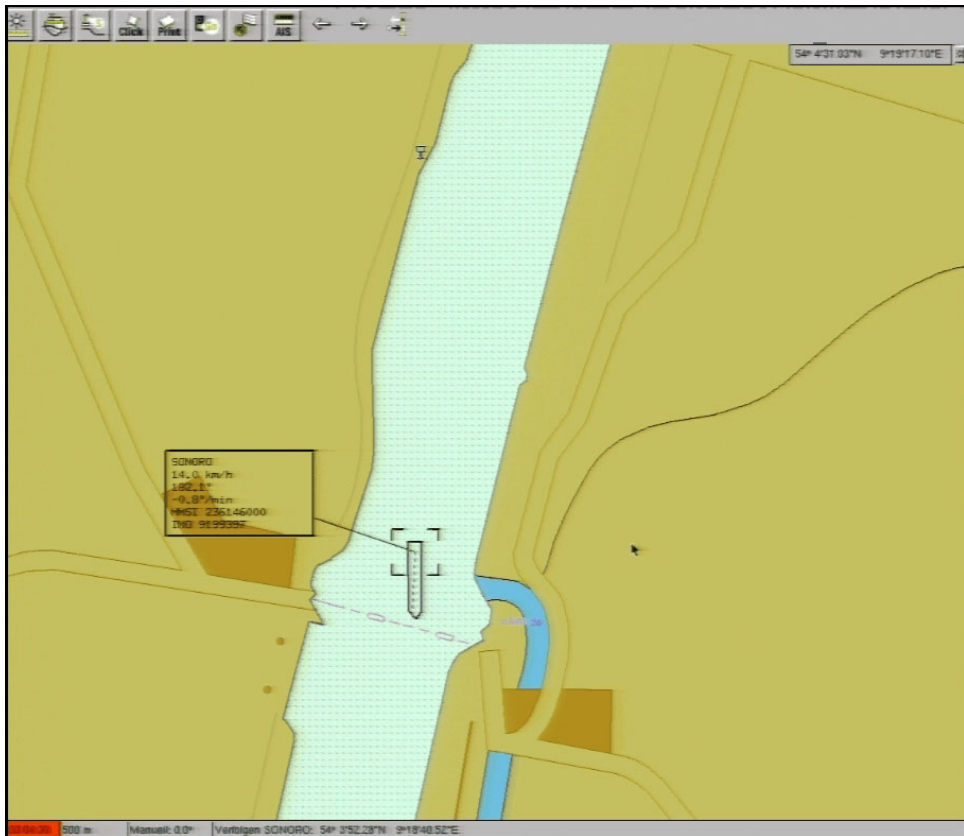 Click
Print
AIS
54° 4'31.03"N 9°19'17.10"E
SONORO
14.0 km/h
182.1°
-0.8°/min
MMSI 236146000
IMO 9199397
500 m
Manuell: 0.0°
Verfolgen SONORO: 54° 3'52.28"N 9°18'40.52"E